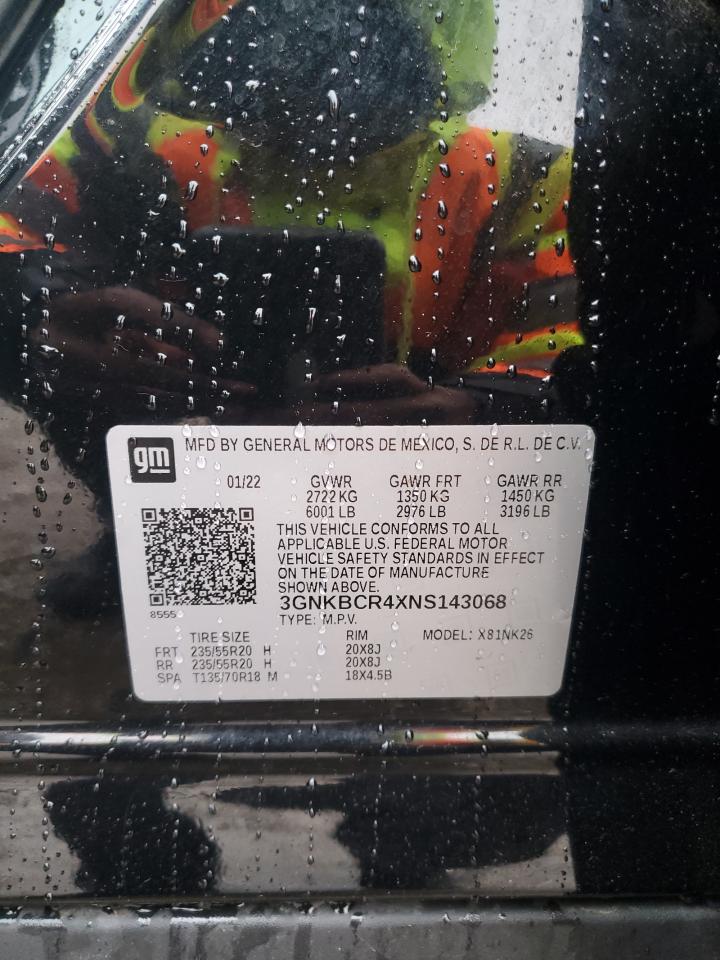 gm MFD BY GENERAL MOTORS DE MEXICO, S. DE R.L. DE C.V.
01/22 GVWR GAWR FRT GAWR RR
2722 KG 1350 KG 1450 KG
6001 LB 2976 LB 3196 LB
THIS VEHICLE CONFORMS TO ALL
APPLICABLE U.S. FEDERAL MOTOR
VEHICLE SAFETY STANDARDS IN EFFECT
ON THE DATE OF MANUFACTURE
SHOWN ABOVE.
3GNKBCR4XNS143068
8555
TYPE: M.P.V.
TIRE SIZE RIM MODEL: X81NK26
FRT 235/55R20 H 20X8J
RR 235/55R20 H 20X8J
SPA T135/70R18 M 18X4.5B